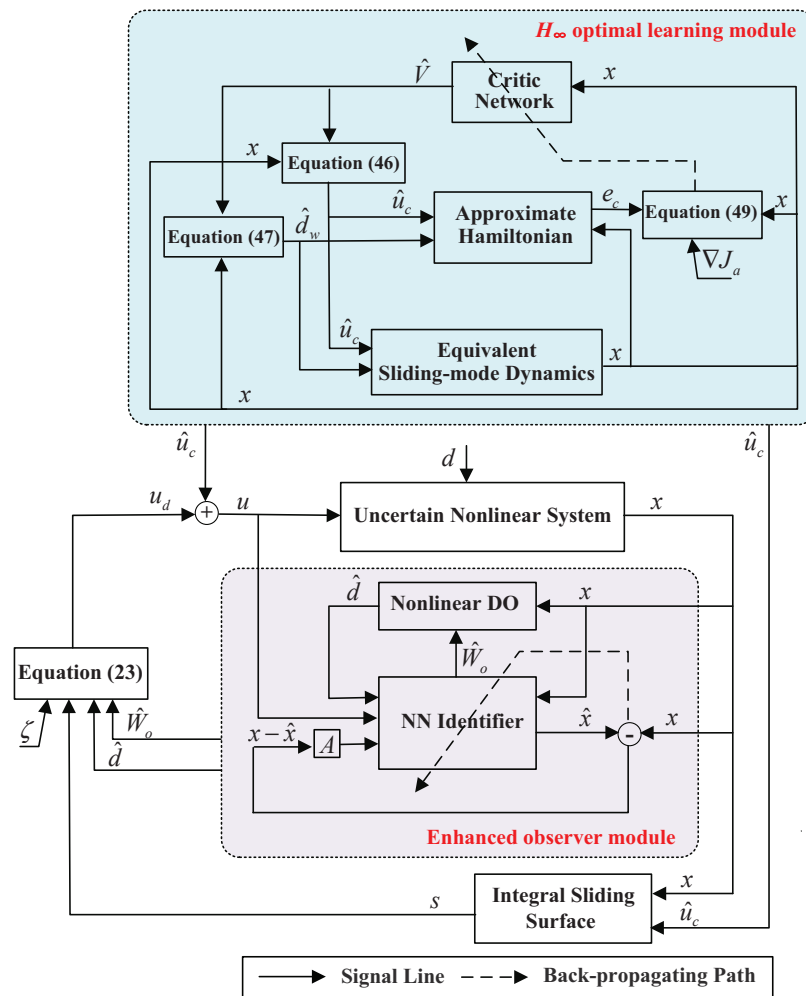 H∞ optimal learning module
V̂
x
Critic
Network
x
Equation (46)
û_c
e_c
x
Equation (47)
d̂_w
Approximate
Hamiltonian
Equation (49)
∇J_a
û_c
Equivalent
Sliding-mode Dynamics
x
x
û_c
d
û_c
u_d
+
u
Uncertain Nonlinear System
x
d̂
Nonlinear DO
x
Equation (23)
Ŵ_o
NN Identifier
ζ
Ŵ_o
x − x̂
A
x̂
-
x
d̂
Enhanced observer module
s
Integral Sliding
Surface
x
û_c
Signal Line
Back-propagating Path